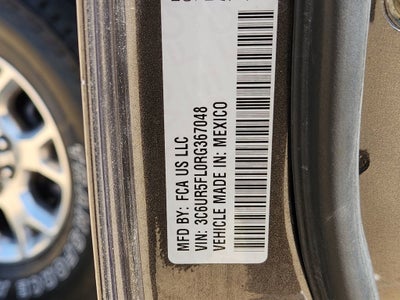 MFD BY: FCA US LLC
VIN: 3C6UR5FL0RG367048
VEHICLE MADE IN: MEXICO